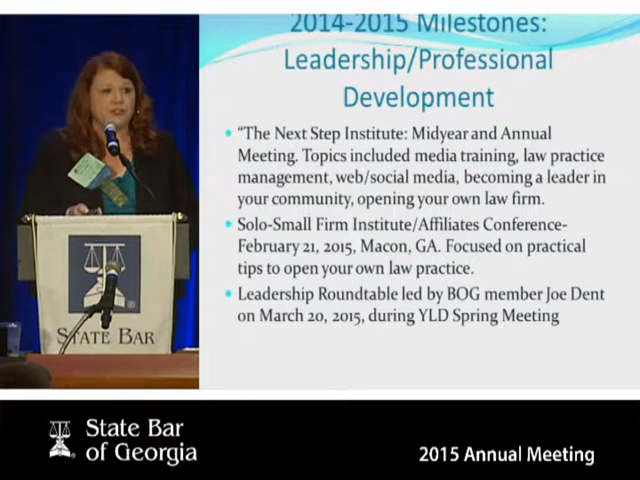 2014-2015 Milestones:
Leadership/Professional
Development
"The Next Step Institute: Midyear and Annual
Meeting. Topics included media training, law practice
management, web/social media, becoming a leader in
your community, opening your own law firm.
Solo-Small Firm Institute/Affiliates Conference-
February 21, 2015, Macon, GA. Focused on practical
tips to open your own law practice.
Leadership Roundtable led by BOG member Joe Dent
on March 20, 2015, during YLD Spring Meeting
STATE BAR
State Bar
of Georgia
2015 Annual Meeting